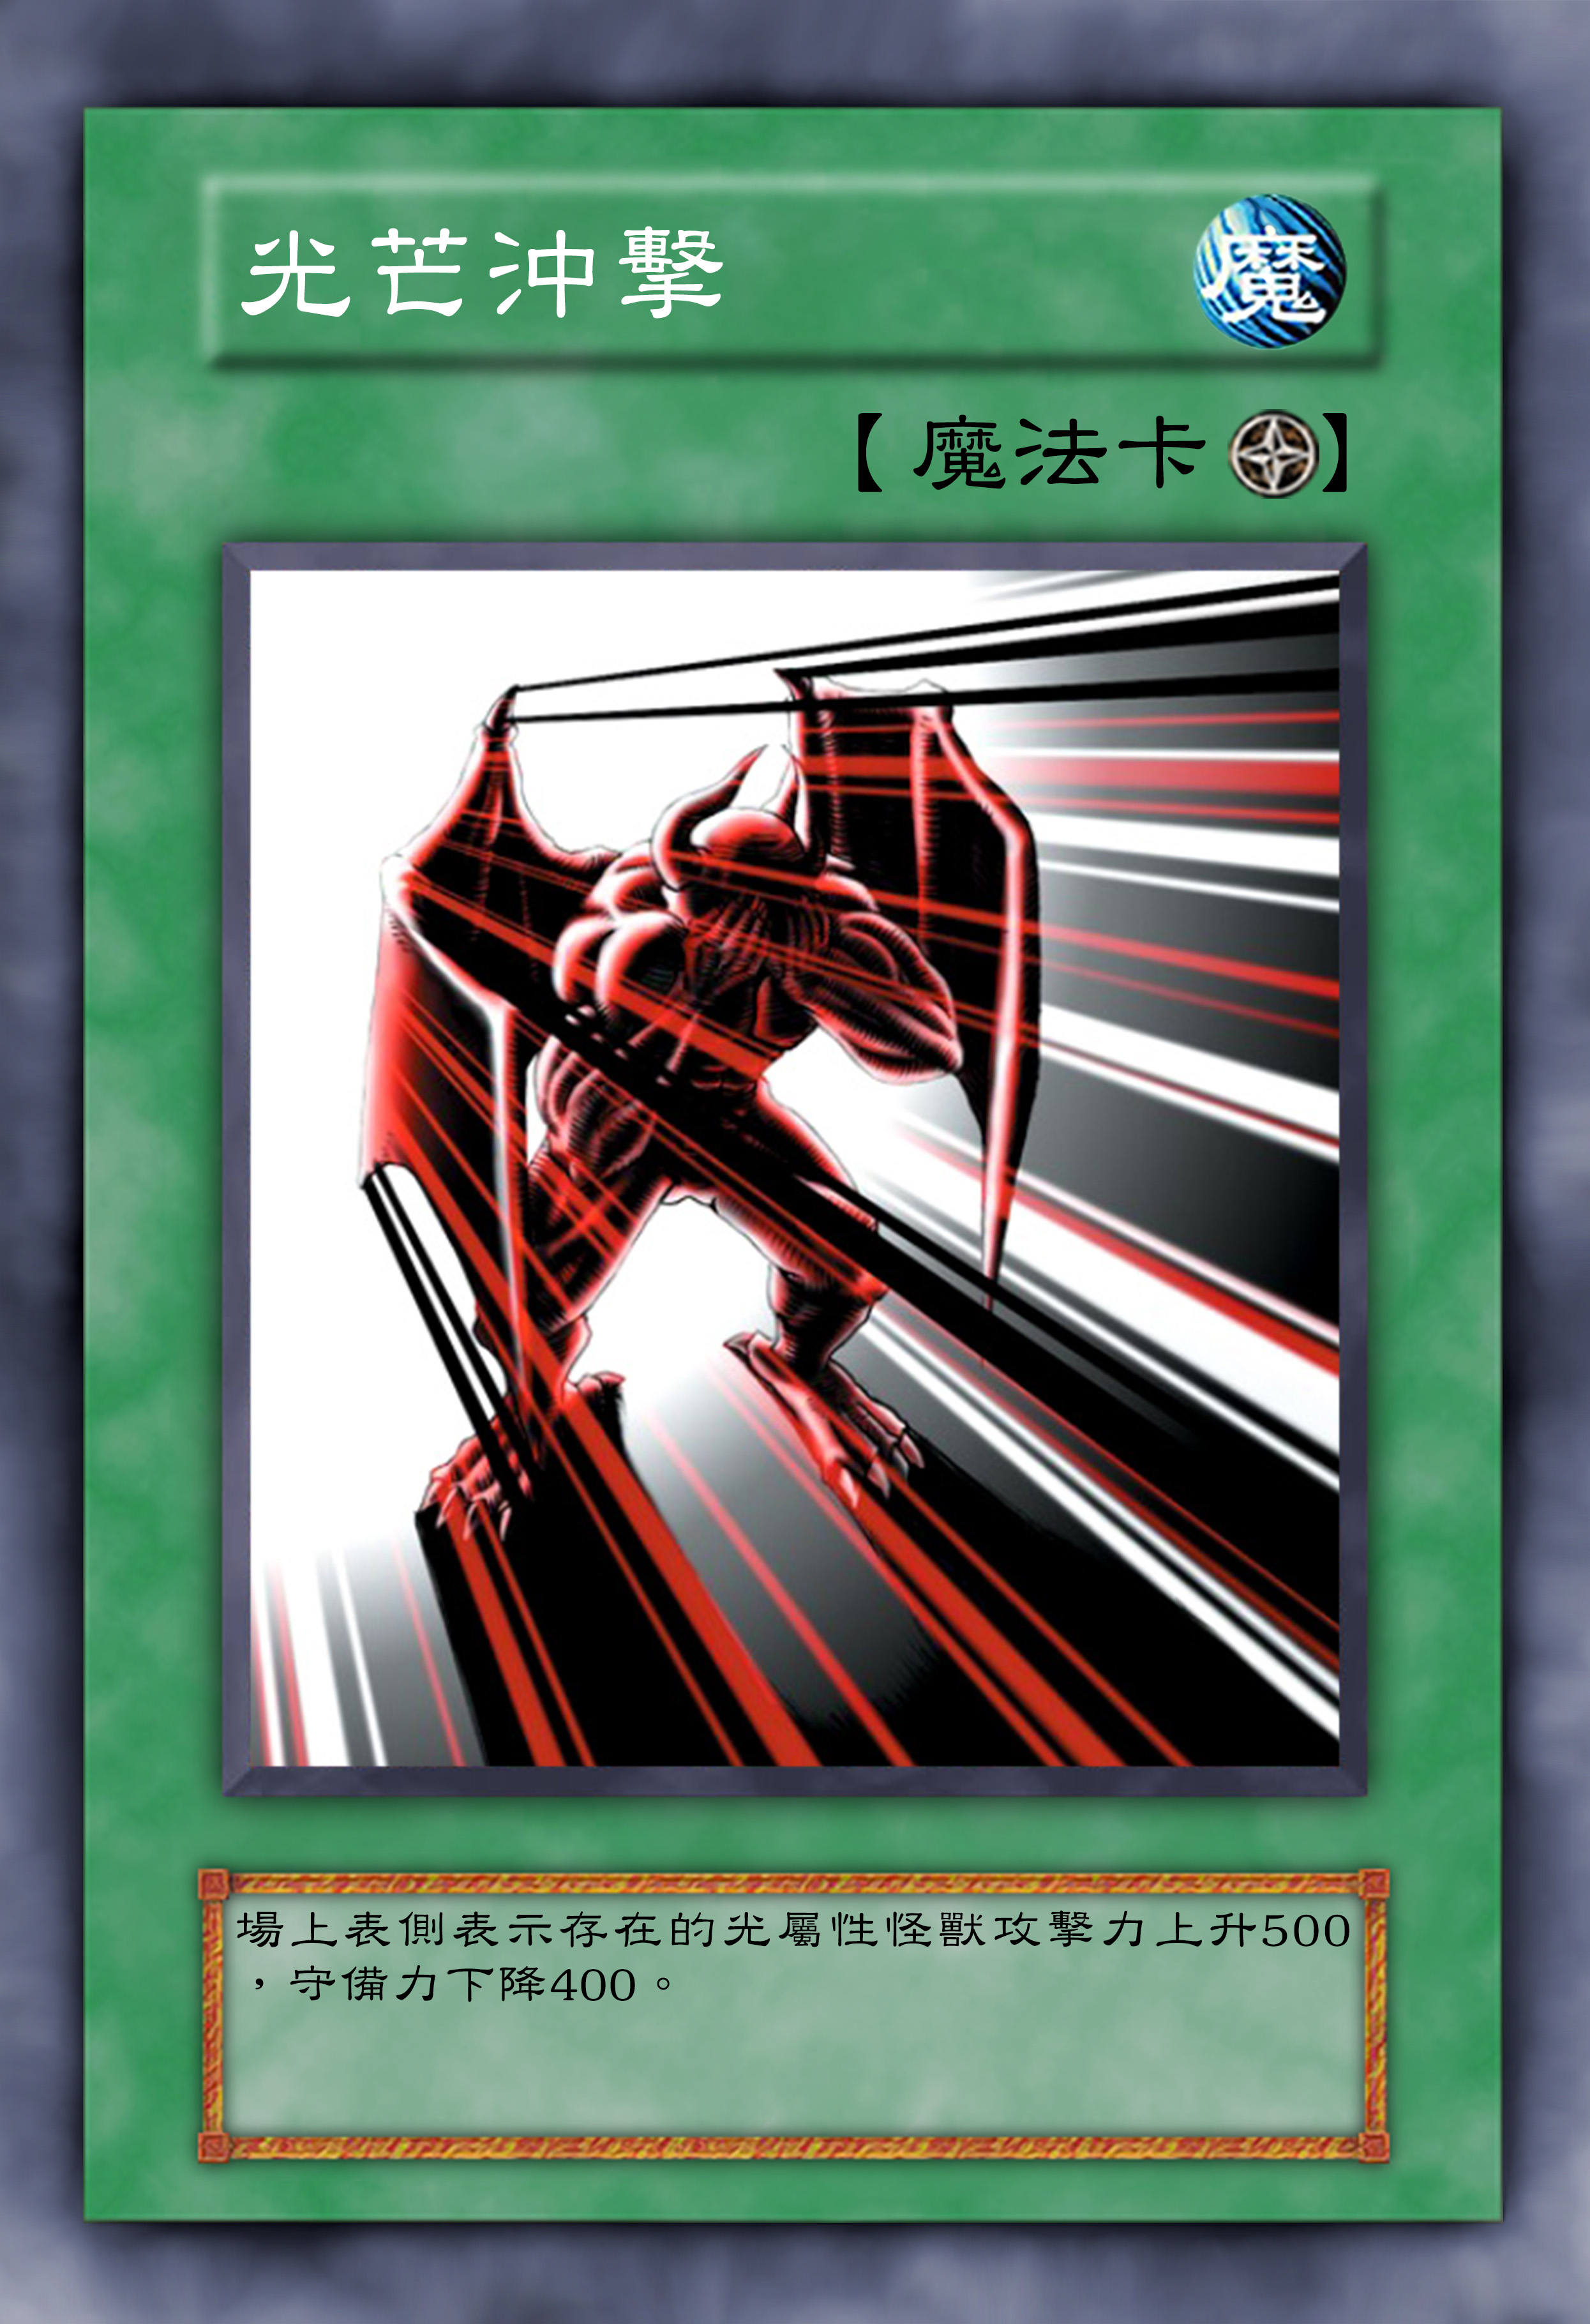 光芒沖擊
魔
【魔法卡 】
場上表側表示存在的光屬性怪獸攻擊力上升500
，守備力下降400。